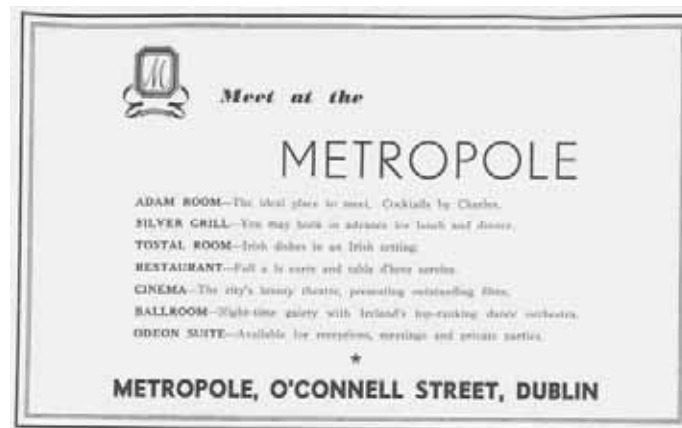 M
Meet at the
METROPOLE
ADAM ROOM—The ideal place to meet. Cocktails by Charles.
SILVER GRILL—You may book in advance for lunch and dinner.
TOSTAL ROOM—Irish dishes in an Irish setting.
RESTAURANT—Full a la carte and table d'hote service.
CINEMA—The city's luxury theatre, presenting outstanding films.
BALLROOM—Night-time gaiety with Ireland's top-ranking dance orchestra.
ODEON SUITE—Available for receptions, meetings and private parties.
METROPOLE, O'CONNELL STREET, DUBLIN